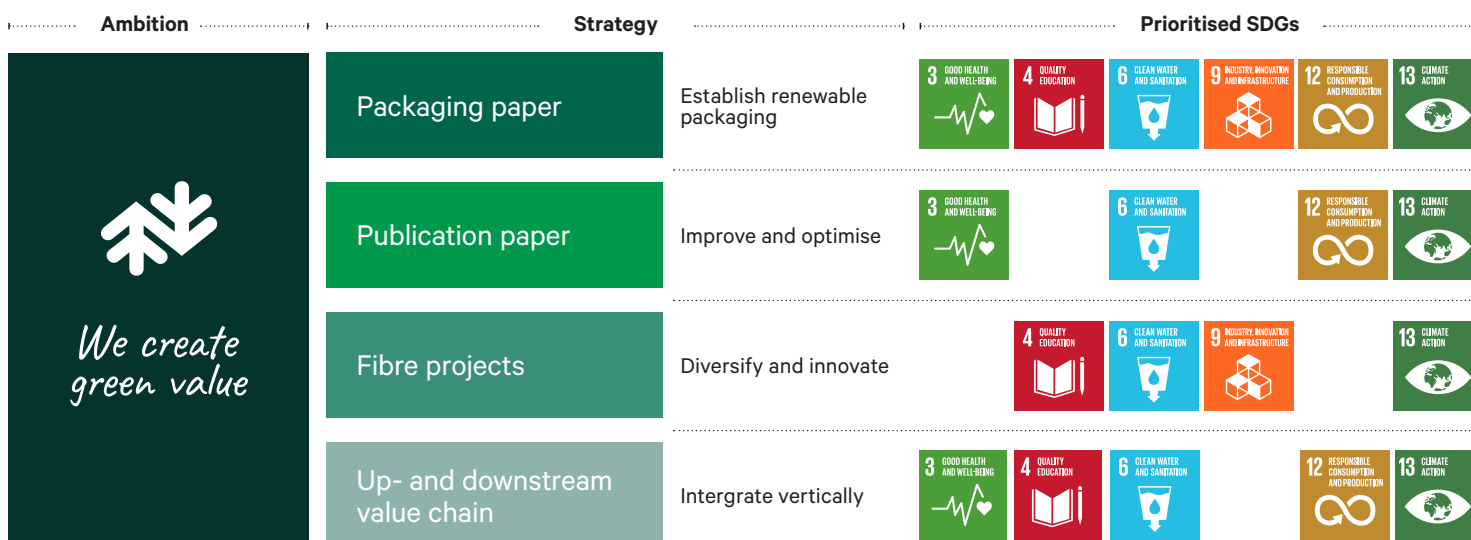 Ambition
Strategy
Prioritised SDGs
We create
green value
Packaging paper
Establish renewable
packaging
3 GOOD HEALTH
AND WELL-BEING
4 QUALITY
EDUCATION
6 CLEAN WATER
AND SANITATION
9 INDUSTRY, INNOVATION
AND INFRASTRUCTURE
12 RESPONSIBLE
CONSUMPTION
AND PRODUCTION
13 CLIMATE
ACTION
Publication paper
Improve and optimise
3 GOOD HEALTH
AND WELL-BEING
6 CLEAN WATER
AND SANITATION
12 RESPONSIBLE
CONSUMPTION
AND PRODUCTION
13 CLIMATE
ACTION
Fibre projects
Diversify and innovate
4 QUALITY
EDUCATION
6 CLEAN WATER
AND SANITATION
9 INDUSTRY, INNOVATION
AND INFRASTRUCTURE
13 CLIMATE
ACTION
Up- and downstream
value chain
Intergrate vertically
3 GOOD HEALTH
AND WELL-BEING
4 QUALITY
EDUCATION
6 CLEAN WATER
AND SANITATION
12 RESPONSIBLE
CONSUMPTION
AND PRODUCTION
13 CLIMATE
ACTION